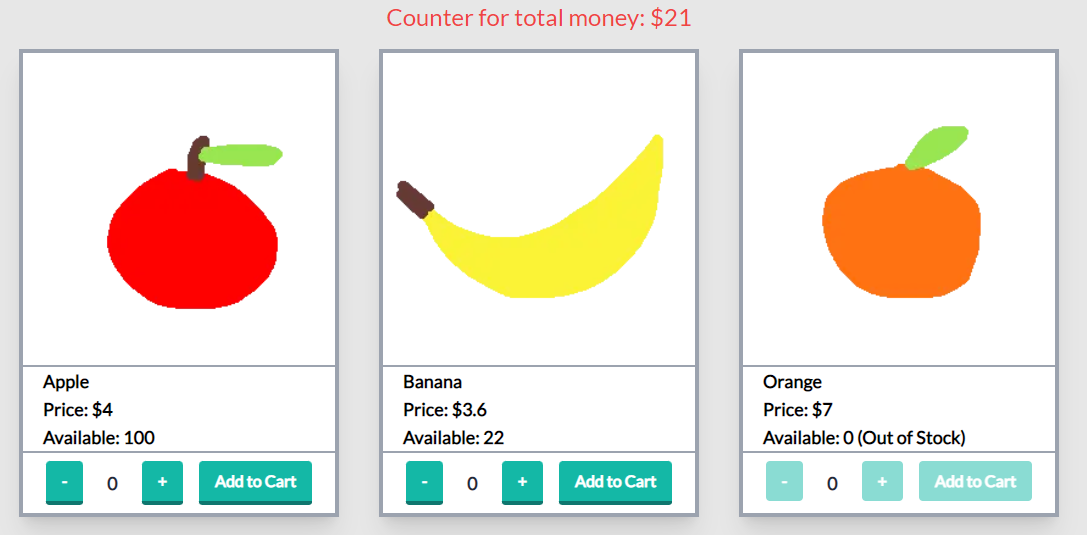 Counter for total money: $21
Apple
Price: $4
Available: 100
- 0 + Add to Cart
Banana
Price: $3.6
Available: 22
- 0 + Add to Cart
Orange
Price: $7
Available: 0 (Out of Stock)
- 0 + Add to Cart